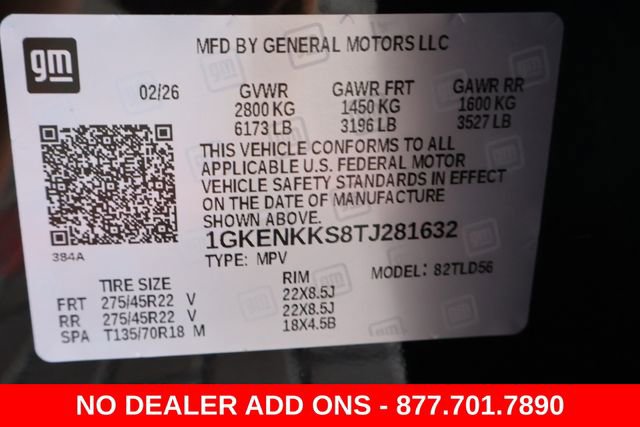 gm
MFD BY GENERAL MOTORS LLC
02/26 GVWR GAWR FRT GAWR RR
2800 KG 1450 KG 1600 KG
6173 LB 3196 LB 3527 LB
THIS VEHICLE CONFORMS TO ALL
APPLICABLE U.S. FEDERAL MOTOR
VEHICLE SAFETY STANDARDS IN EFFECT
ON THE DATE OF MANUFACTURE
SHOWN ABOVE.
1GKENKKS8TJ281632
384A
TYPE: MPV MODEL: 82TLD56
TIRE SIZE RIM
FRT 275/45R22 V 22X8.5J
RR 275/45R22 V 22X8.5J
SPA T135/70R18 M 18X4.5B
NO DEALER ADD ONS - 877.701.7890